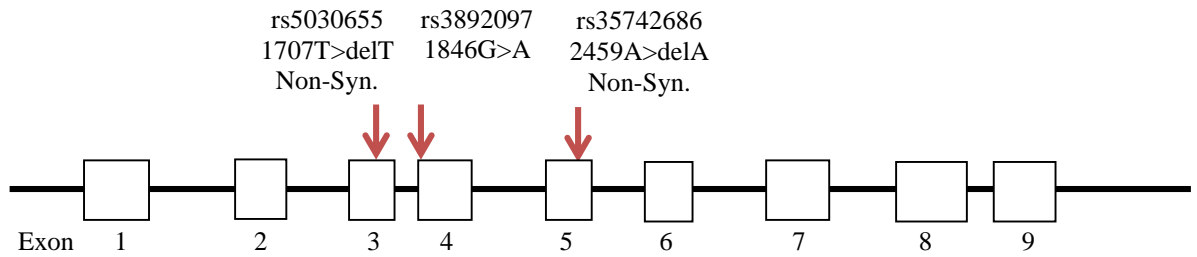 rs5030655 rs3892097 rs35742686
1707T>delT 1846G>A 2459A>delA
Non-Syn. Non-Syn.
Exon 1 2 3 4 5 6 7 8 9